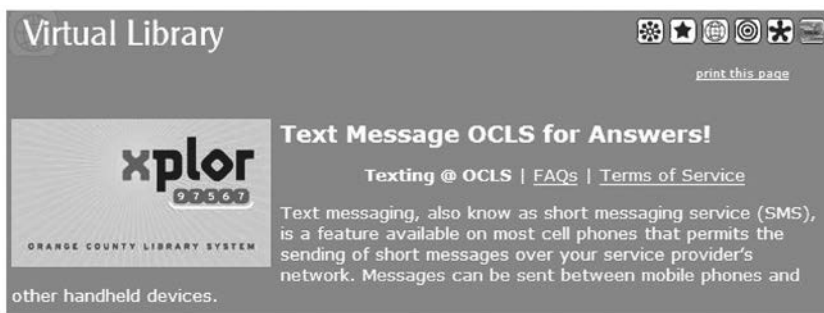 Virtual Library
print this page
xplor
97567
ORANGE COUNTY LIBRARY SYSTEM
Text Message OCLS for Answers!
Texting @ OCLS | FAQs | Terms of Service
Text messaging, also know as short messaging service (SMS),
is a feature available on most cell phones that permits the
sending of short messages over your service provider's
network. Messages can be sent between mobile phones and
other handheld devices.